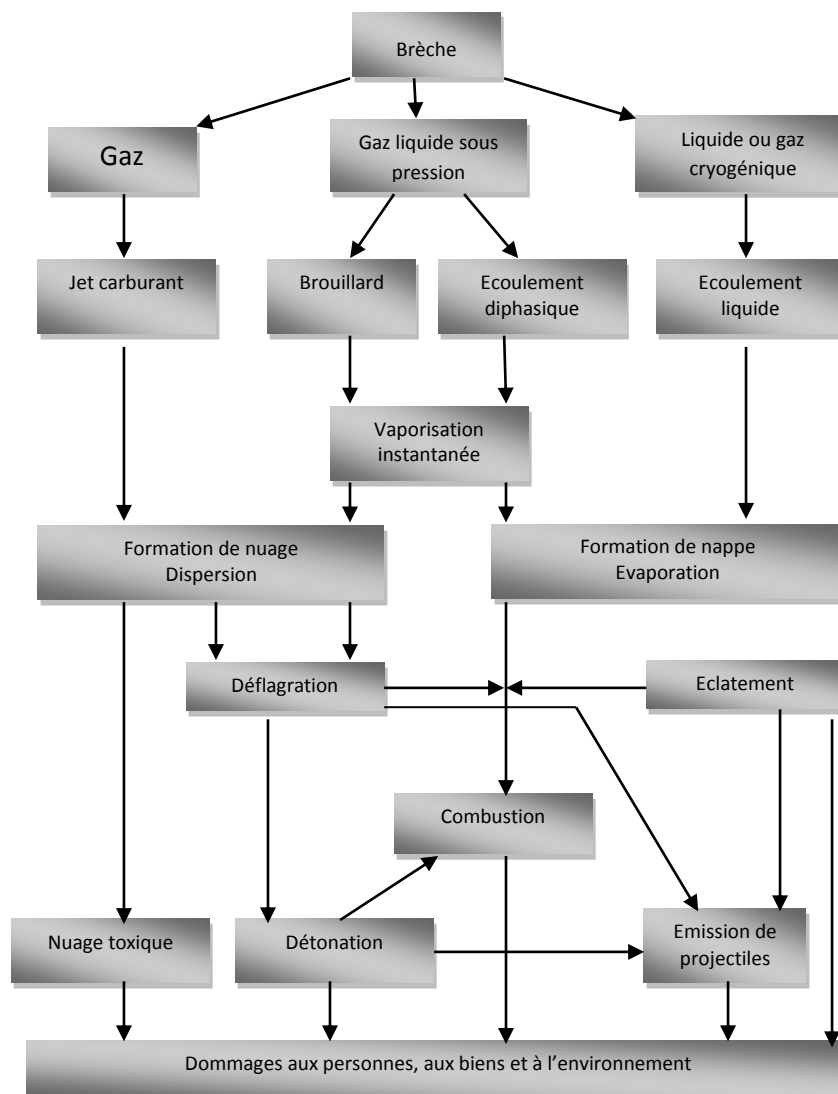 Brèche
Gaz
Gaz liquide sous
pression
Liquide ou gaz
cryogénique
Jet carburant
Brouillard
Ecoulement
diphasique
Ecoulement
liquide
Vaporisation
instantanée
Formation de nuage
Dispersion
Formation de nappe
Evaporation
Déflagration
Eclatement
Combustion
Nuage toxique
Détonation
Emission de
projectiles
Dommages aux personnes, aux biens et à l’environnement